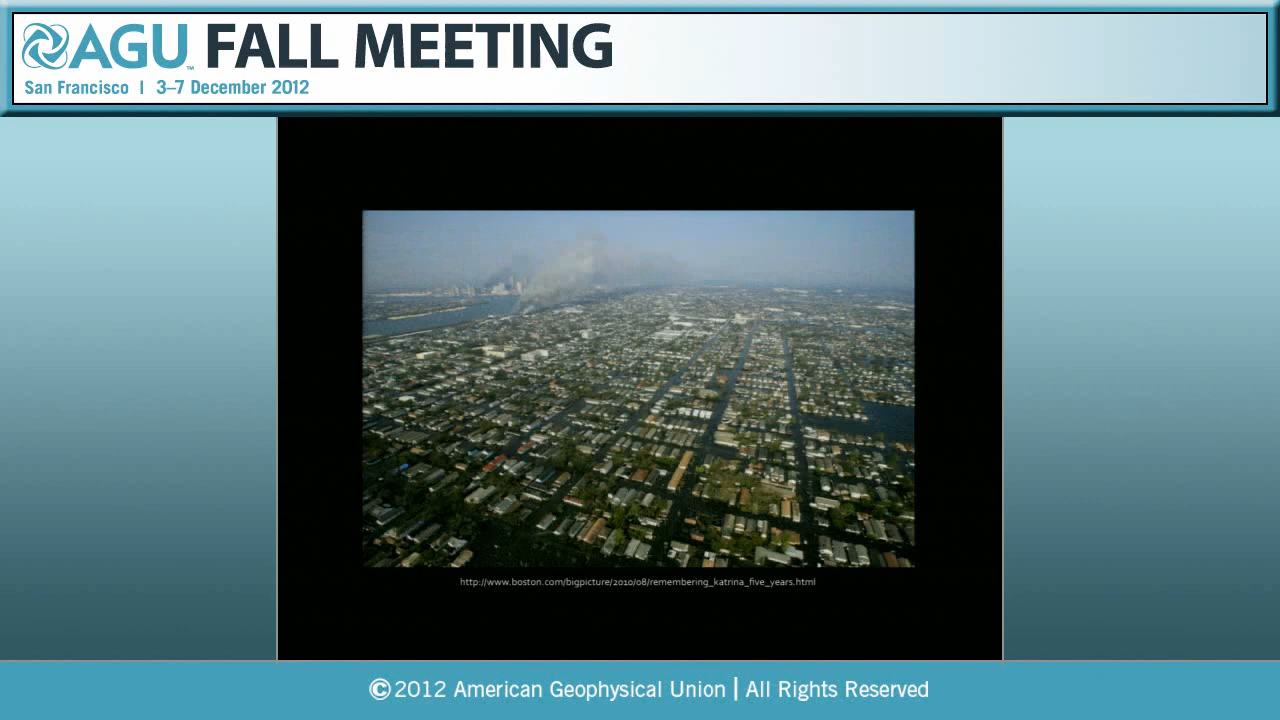 AGU™ FALL MEETING
San Francisco | 3–7 December 2012
http://www.boston.com/bigpicture/2010/08/remembering_katrina_five_years.html
©2012 American Geophysical Union | All Rights Reserved